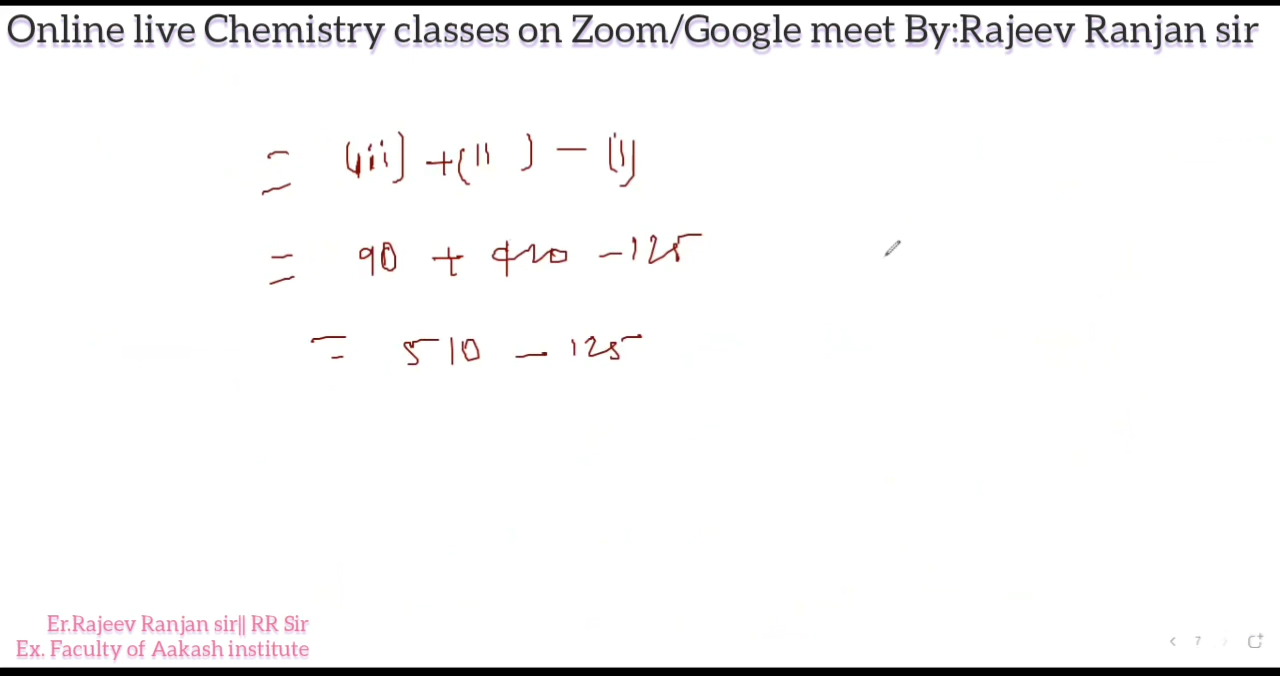 Online live Chemistry classes on Zoom/Google meet By:Rajeev Ranjan sir
= (iii) + (ii) - (i)
= 90 + 420 - 125
= 510 - 125
Er.Rajeev Ranjan sir|| RR Sir
Ex. Faculty of Aakash institute
< 7 >